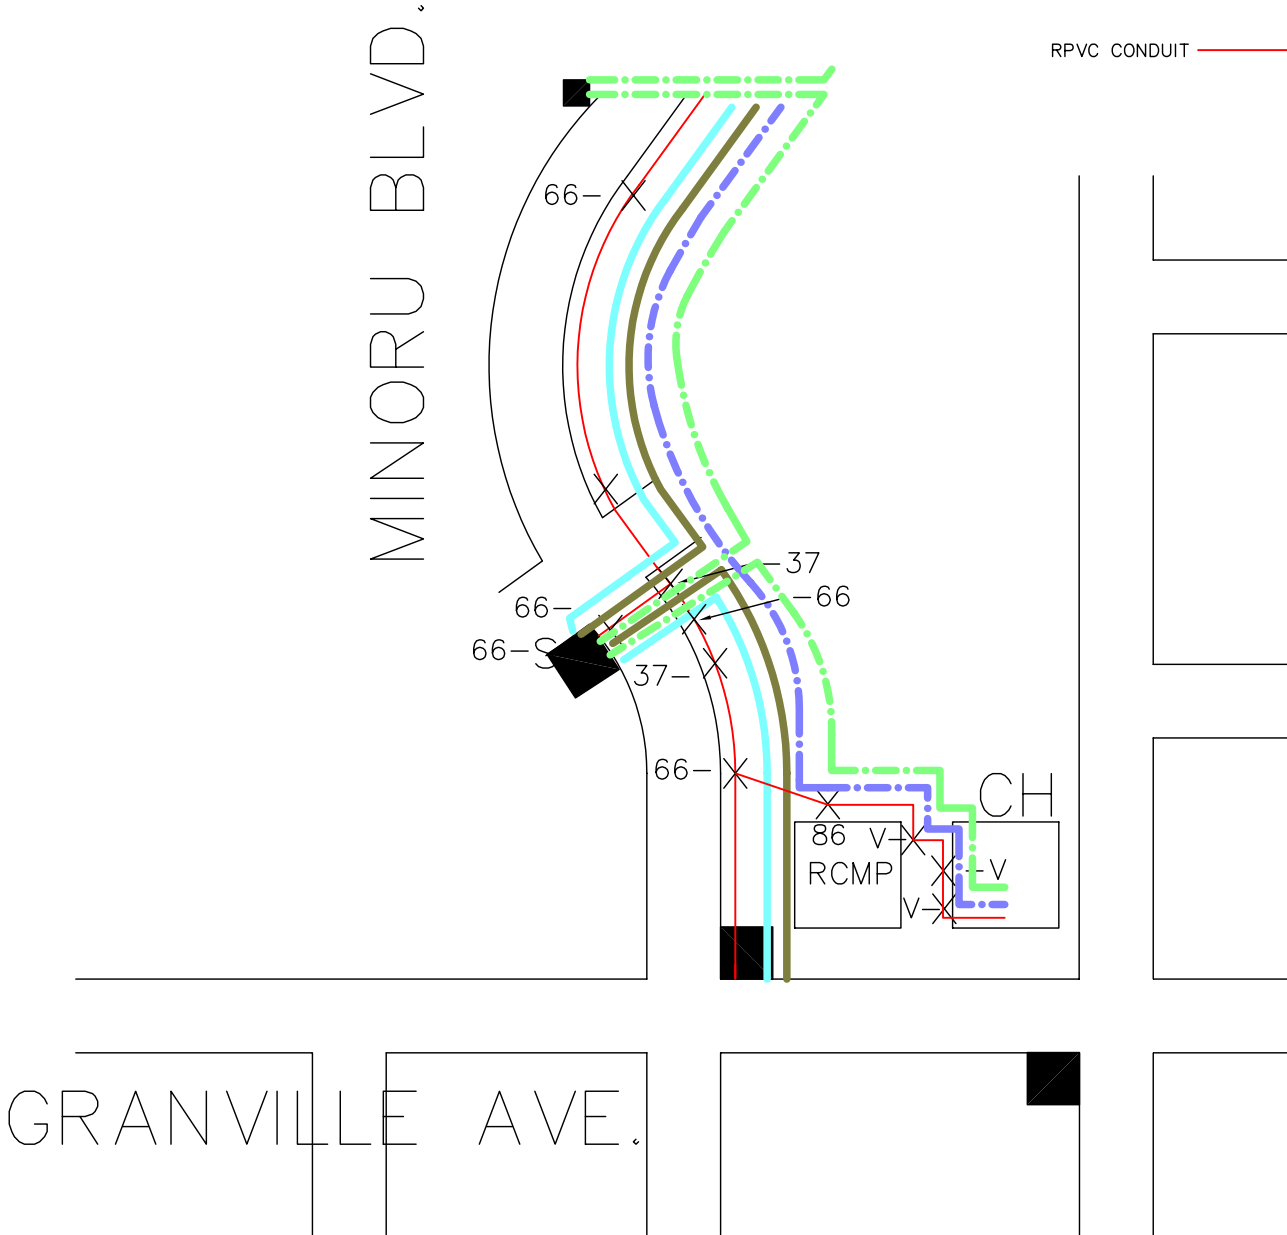 MINORU BLVD.
RPVC CONDUIT
66-
37
66-
-66
66-S
37-
66-
CH
86
V-
RCMP
-V
V-
GRANVILLE AVE.